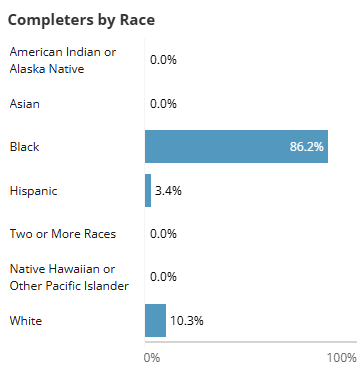 Completers by Race
American Indian or
Alaska Native
0.0%
Asian
0.0%
Black
86.2%
Hispanic
3.4%
Two or More Races
0.0%
Native Hawaiian or
Other Pacific Islander
0.0%
White
10.3%
0%
100%